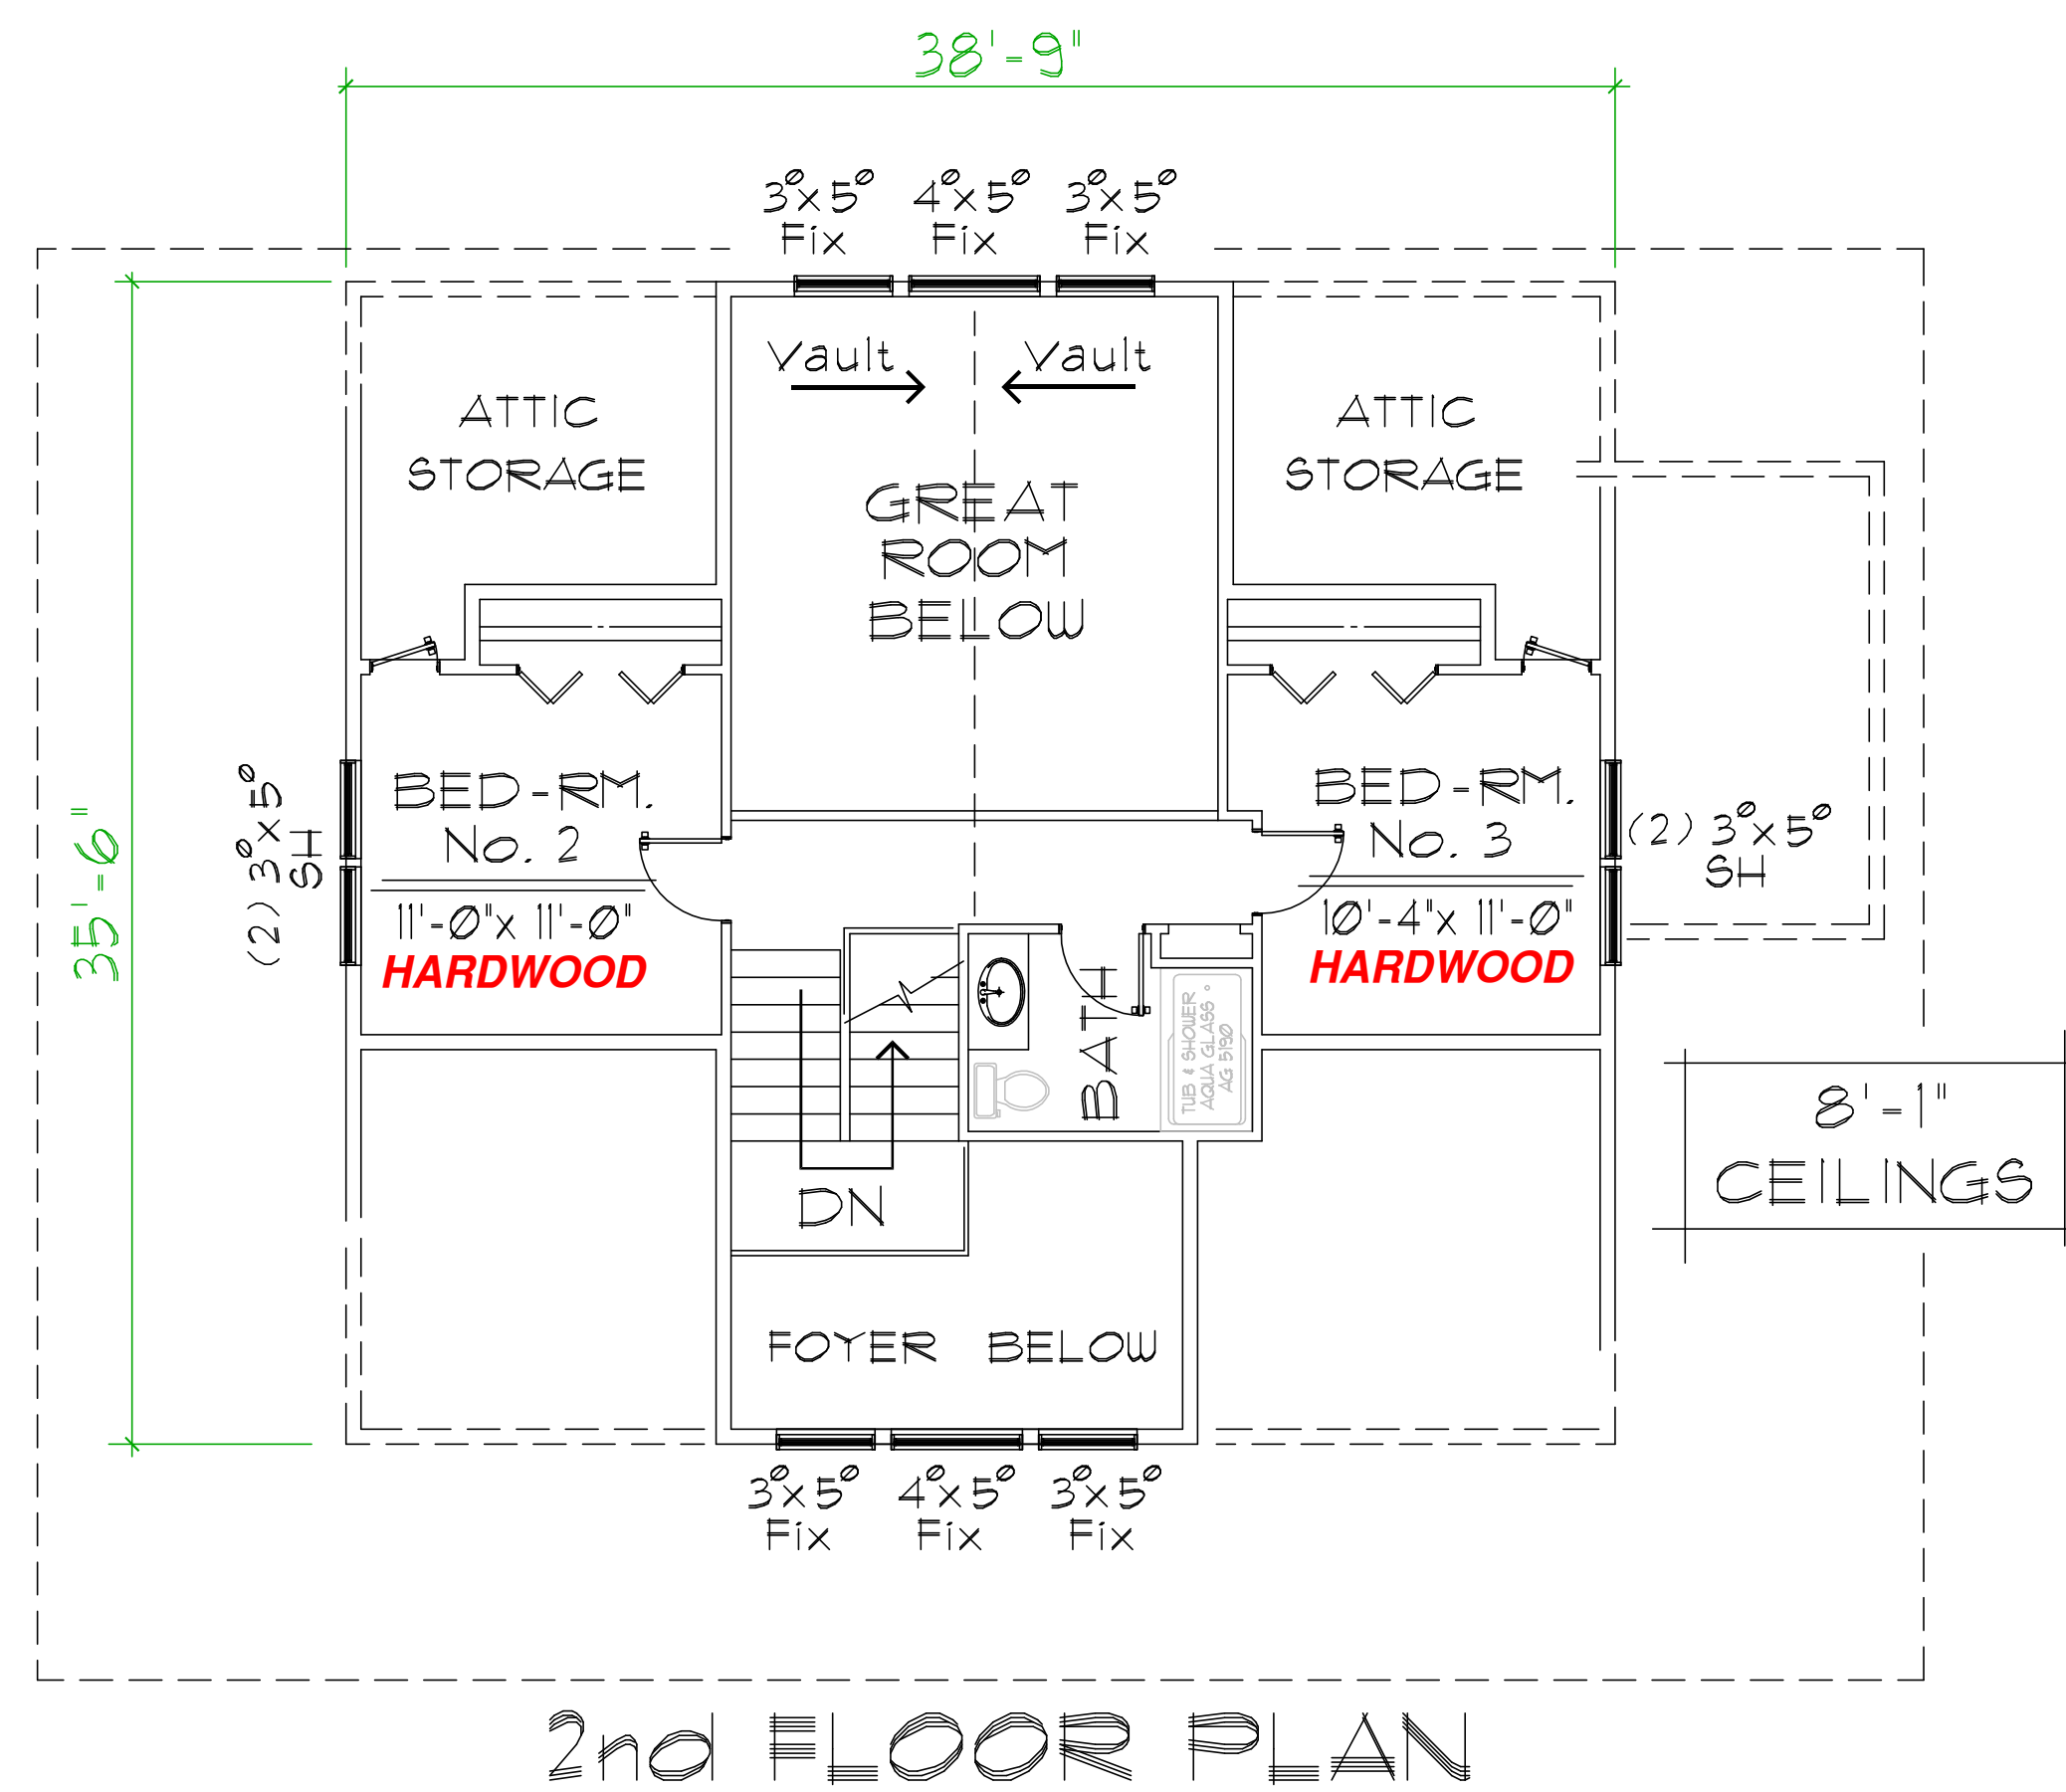 38'-9"
3⁰x5⁰ 4⁰x5⁰ 3⁰x5⁰
Fix Fix Fix
Vault Vault
ATTIC
STORAGE
GREAT
ROOM
BELOW
ATTIC
STORAGE
35'-6"
(2) 3⁰x5⁰
SH
BED-RM.
No. 2
11'-0"x 11'-0"
HARDWOOD
BED-RM.
No. 3
10'-4"x 11'-0"
HARDWOOD
(2) 3⁰x5⁰
SH
BATH
TUB & SHOWER
AQUA GLASS
AG 5190
8'-1"
CEILINGS
DN
FOYER BELOW
3⁰x5⁰ 4⁰x5⁰ 3⁰x5⁰
Fix Fix Fix
2nd FLOOR PLAN